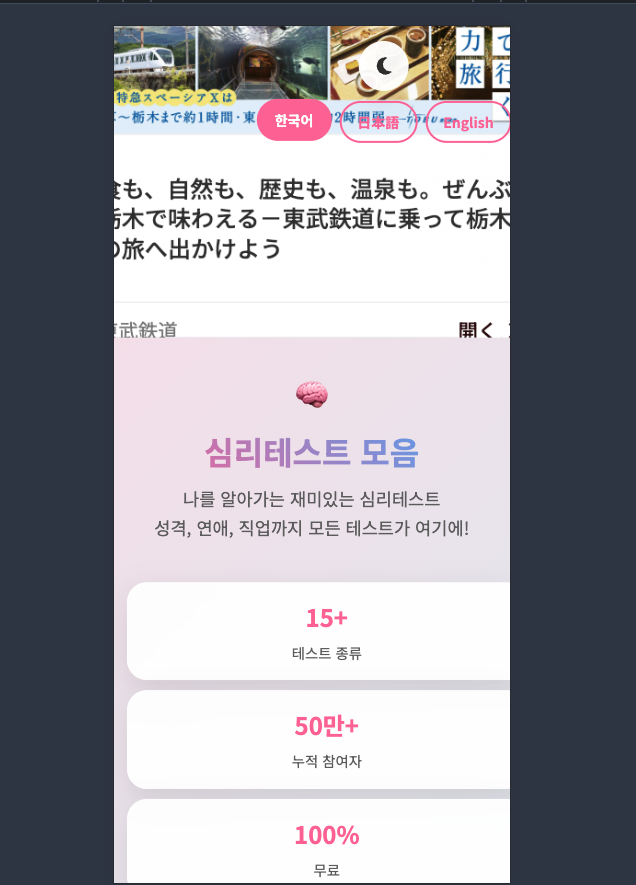 力
で
旅
行
特急スペーシアXは
〜栃木まで約1時間·東
2時間弱
한국어
日本語
English
食も、自然も、歴史も、温泉も。ぜんぶ
栃木で味わえる－東武鉄道に乗って栃木
の旅へ出かけよう
東武鉄道
開く
심리테스트 모음
나를 알아가는 재미있는 심리테스트
성격, 연애, 직업까지 모든 테스트가 여기에!
15+
테스트 종류
50만+
누적 참여자
100%
무료